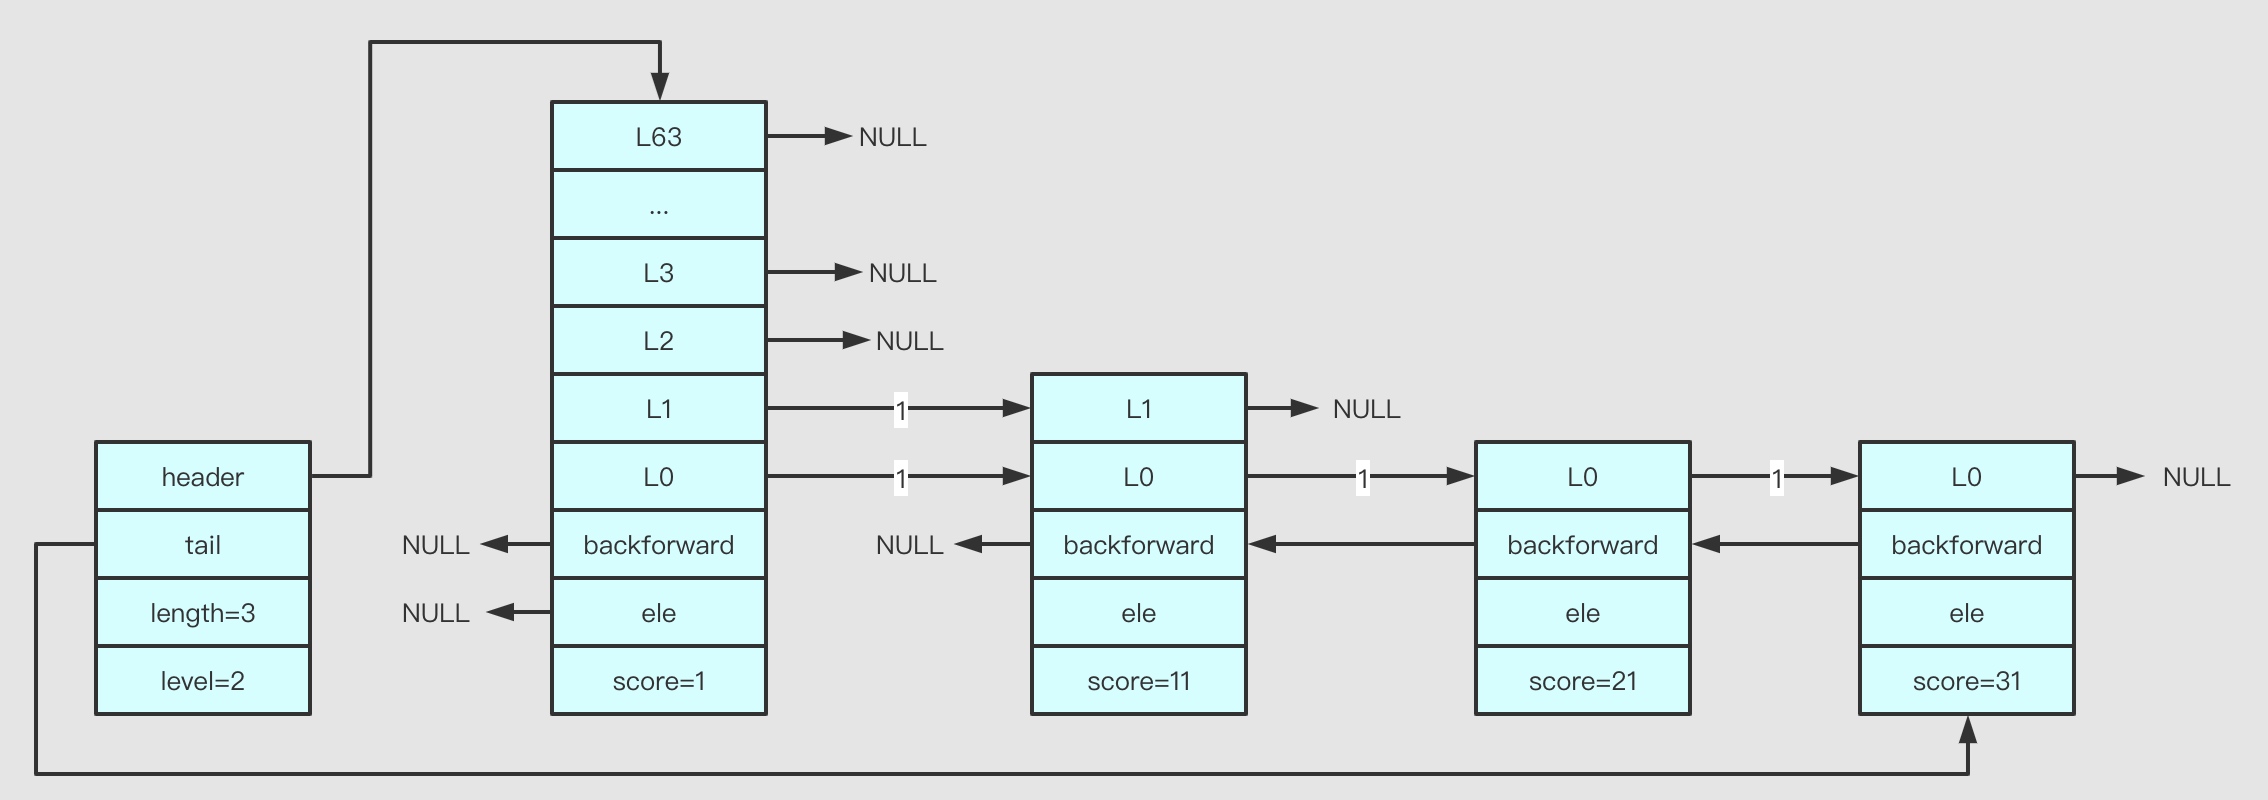 L63
NULL
...
L3
NULL
L2
NULL
L1
1
L1
NULL
header
L0
1
L0
1
L0
1
L0
NULL
tail
NULL
backforward
NULL
backforward
backforward
backforward
length=3
NULL
ele
ele
ele
ele
level=2
score=1
score=11
score=21
score=31